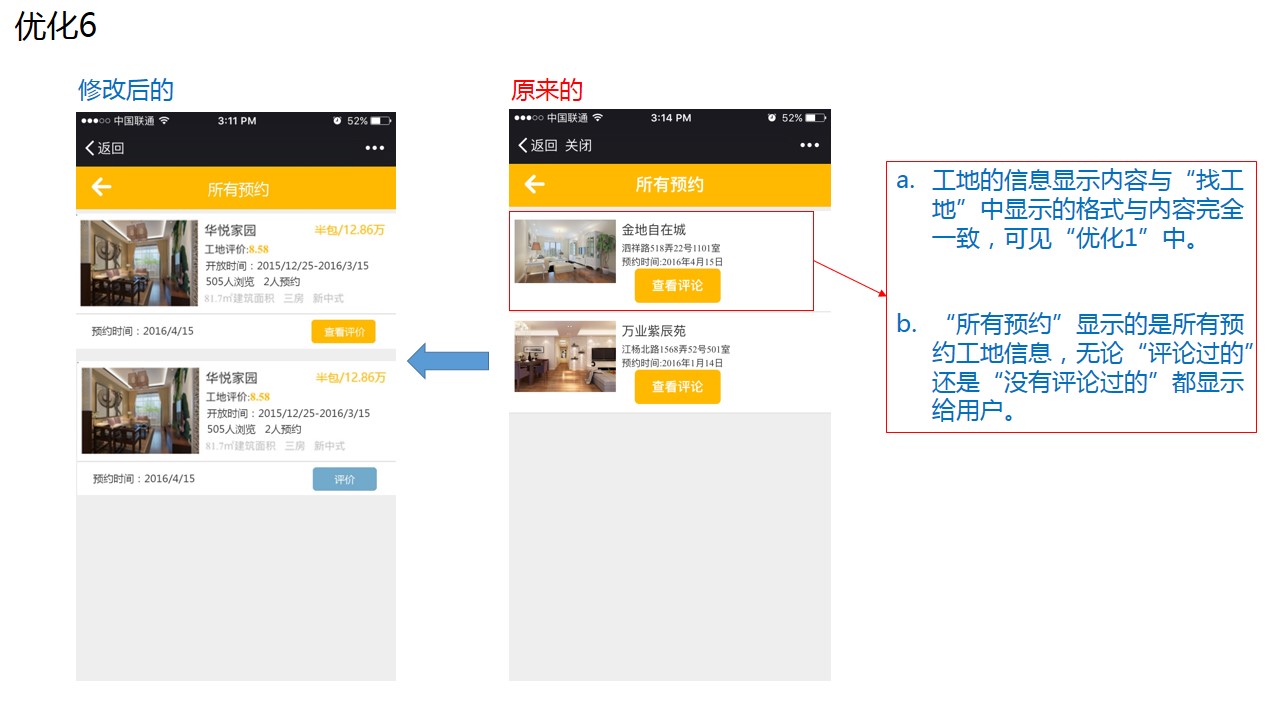 优化6
修改后的
中国联通 3:11 PM 52%
返回
所有预约
华悦家园 半包/12.86万
工地评价:8.58
开放时间：2015/12/25-2016/3/15
505人浏览 2人预约
81.7㎡建筑面积 三房 新中式
预约时间：2016/4/15 查看评价
华悦家园 半包/12.86万
工地评价:8.58
开放时间：2015/12/25-2016/3/15
505人浏览 2人预约
81.7㎡建筑面积 三房 新中式
预约时间：2016/4/15 评价
原来的
中国联通 3:14 PM 52%
返回 关闭
所有预约
金地自在城
泗祥路518弄22号1101室
预约时间:2016年4月15日
查看评论
万业紫辰苑
江杨北路1568弄52号501室
预约时间:2016年1月14日
查看评论
a. 工地的信息显示内容与“找工
地”中显示的格式与内容完全
一致，可见“优化1”中。
b. “所有预约”显示的是所有预
约工地信息，无论“评论过的”
还是“没有评论过的”都显示
给用户。